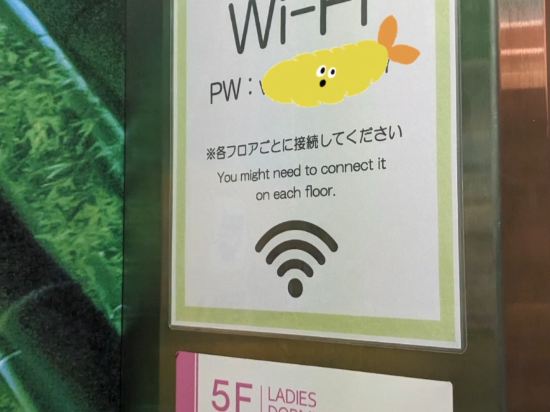 Wi-Fi
PW:
※各フロアごとに接続してください
You might need to connect it
on each floor.
5F
LADIES